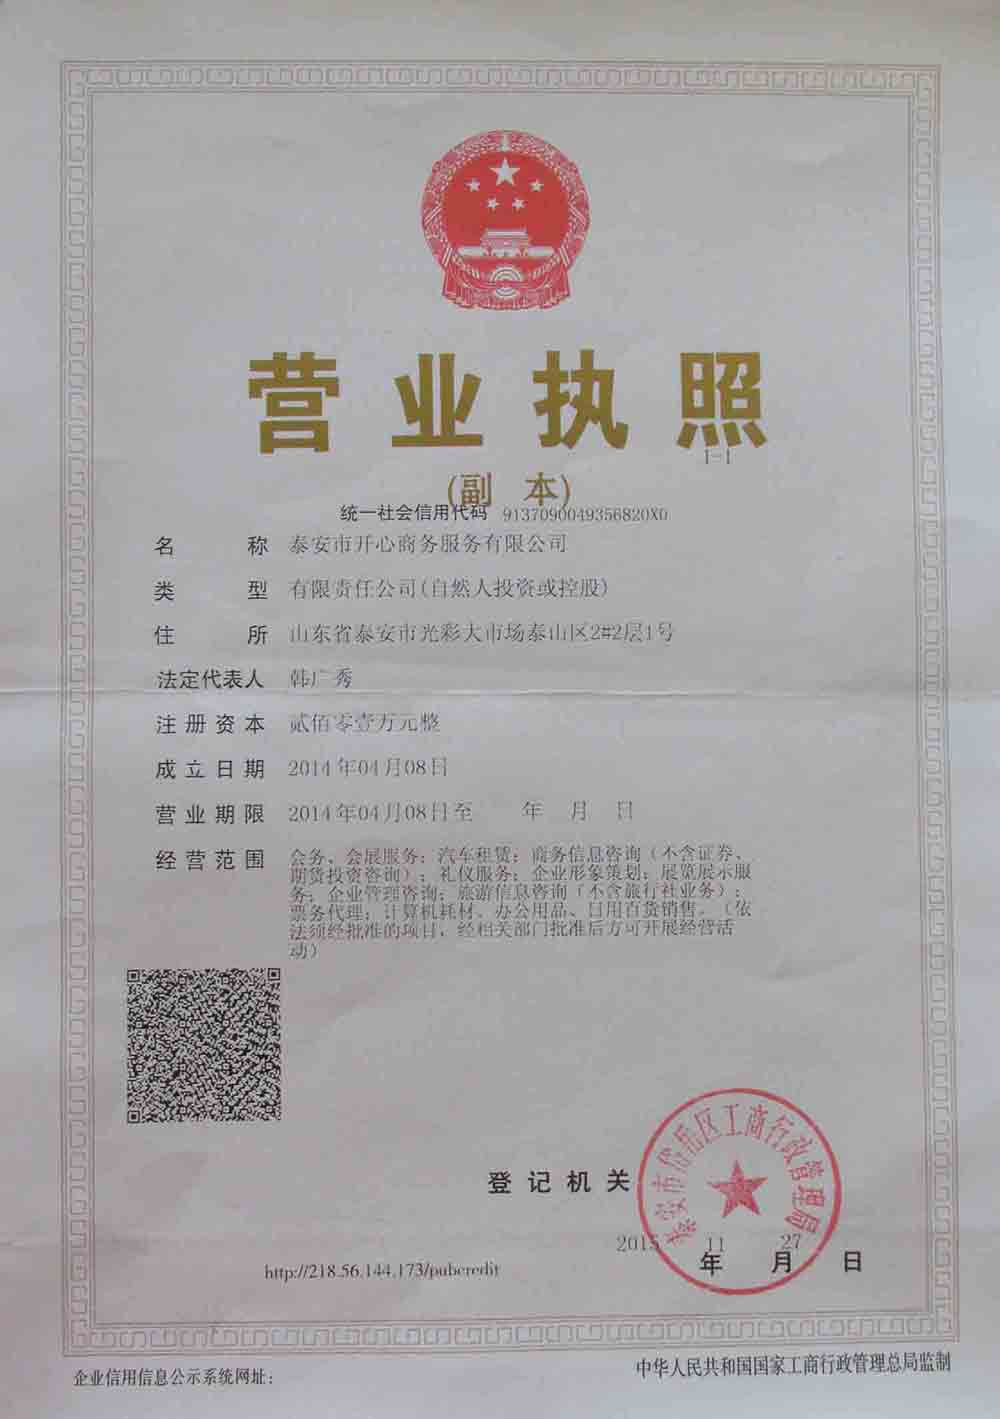 营业执照
1-1
(副 本)
统一社会信用代码 9137090049356820X0
名 称 泰安市开心商务服务有限公司
类 型 有限责任公司(自然人投资或控股)
住 所 山东省泰安市光彩大市场泰山区2#2层1号
法定代表人 韩广秀
注册资本 贰佰零壹万元整
成立日期 2014年04月08日
营业期限 2014年04月08日至 年 月 日
经营范围 会务、会展服务；汽车租赁；商务信息咨询（不含证券、
期货投资咨询）；礼仪服务；企业形象策划；展览展示服
务；企业管理咨询；旅游信息咨询（不含旅行社业务）；
票务代理；计算机耗材、办公用品、日用百货销售。（依
法须经批准的项目，经相关部门批准后方可开展经营活
动）
登记机关
泰安市岱岳区工商行政管理局
2015年11月27日
http://218.56.144.173/pubcredit
企业信用信息公示系统网址：
中华人民共和国国家工商行政管理总局监制